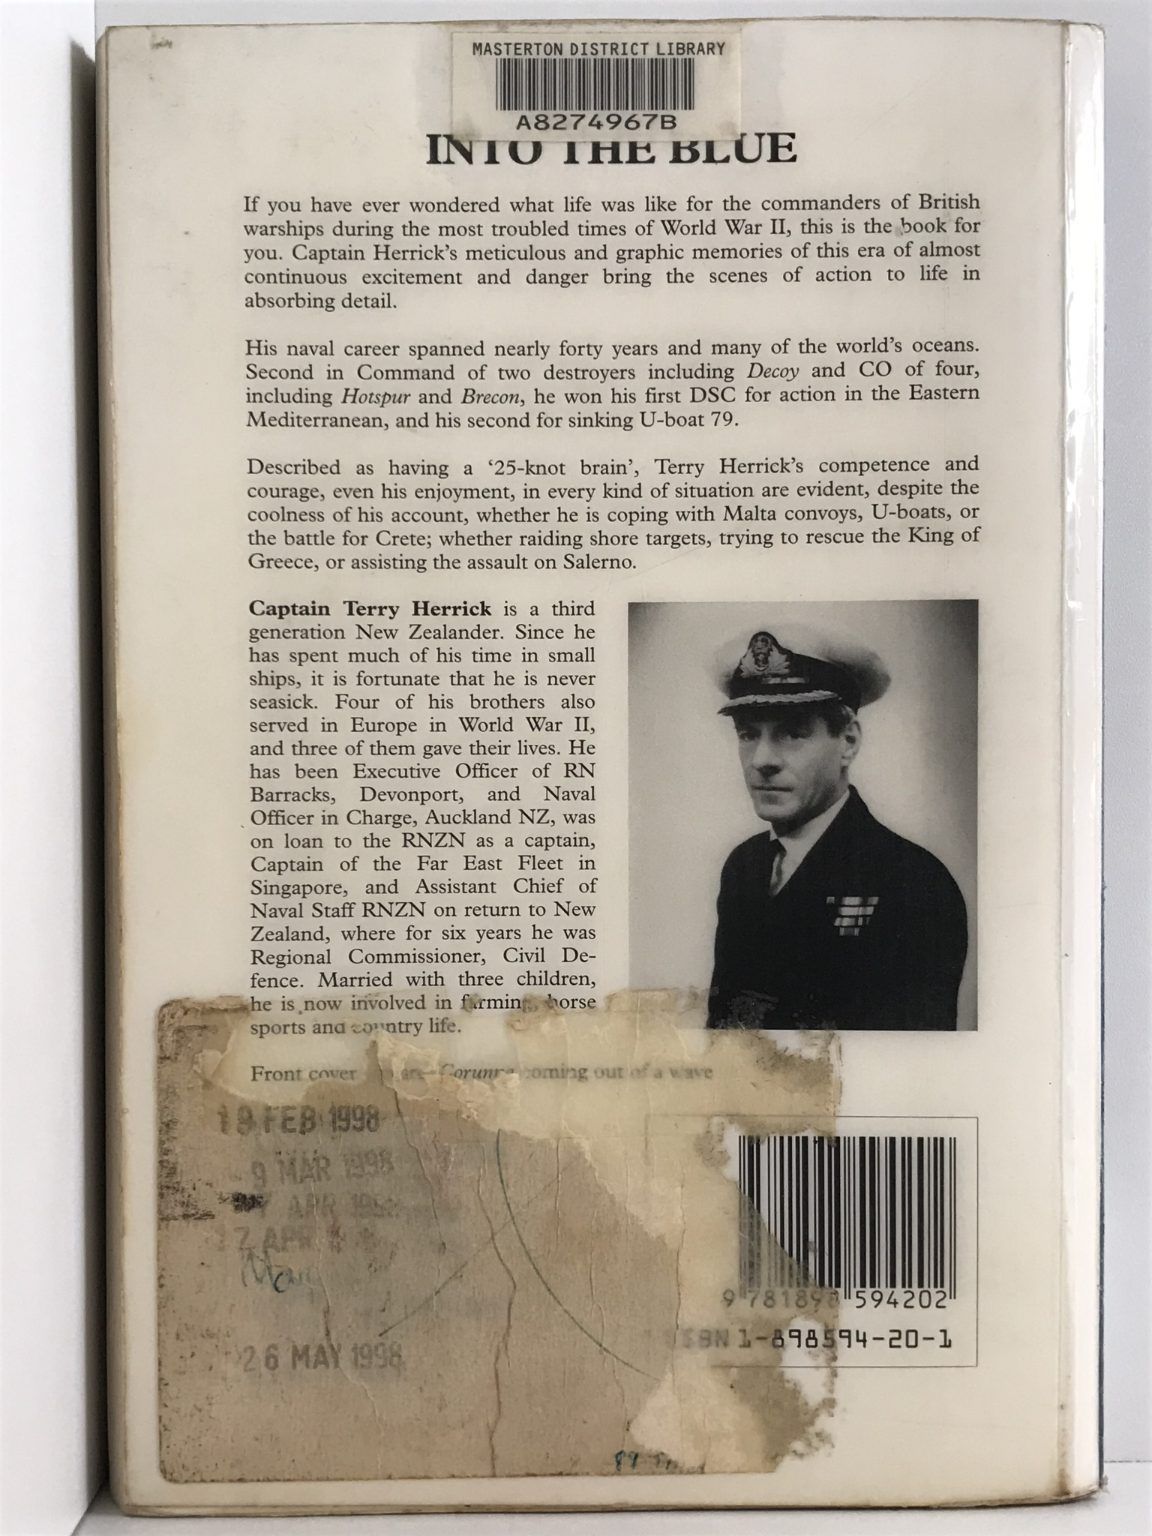 MASTERTON DISTRICT LIBRARY
A8274967B
INTO THE BLUE
If you have ever wondered what life was like for the commanders of British
warships during the most troubled times of World War II, this is the book for
you. Captain Herrick's meticulous and graphic memories of this era of almost
continuous excitement and danger bring the scenes of action to life in
absorbing detail.
His naval career spanned nearly forty years and many of the world's oceans.
Second in Command of two destroyers including Decoy and CO of four,
including Hotspur and Brecon, he won his first DSC for action in the Eastern
Mediterranean, and his second for sinking U-boat 79.
Described as having a ‘25-knot brain’, Terry Herrick's competence and
courage, even his enjoyment, in every kind of situation are evident, despite the
coolness of his account, whether he is coping with Malta convoys, U-boats, or
the battle for Crete; whether raiding shore targets, trying to rescue the King of
Greece, or assisting the assault on Salerno.
Captain Terry Herrick is a third
generation New Zealander. Since he
has spent much of his time in small
ships, it is fortunate that he is never
seasick. Four of his brothers also
served in Europe in World War II,
and three of them gave their lives. He
has been Executive Officer of RN
Barracks, Devonport, and Naval
Officer in Charge, Auckland NZ, was
on loan to the RNZN as a captain,
Captain of the Far East Fleet in
Singapore, and Assistant Chief of
Naval Staff RNZN on return to New
Zealand, where for six years he was
Regional Commissioner, Civil De-
fence. Married with three children,
he is now involved in farming, horse
sports and country life.
Front cover Corunna coming out of a wave
19 FEB 1998
9 MAR 1998
APR
APR
May
26 MAY 1998
9 781898 594202
ISBN 1-898594-20-1